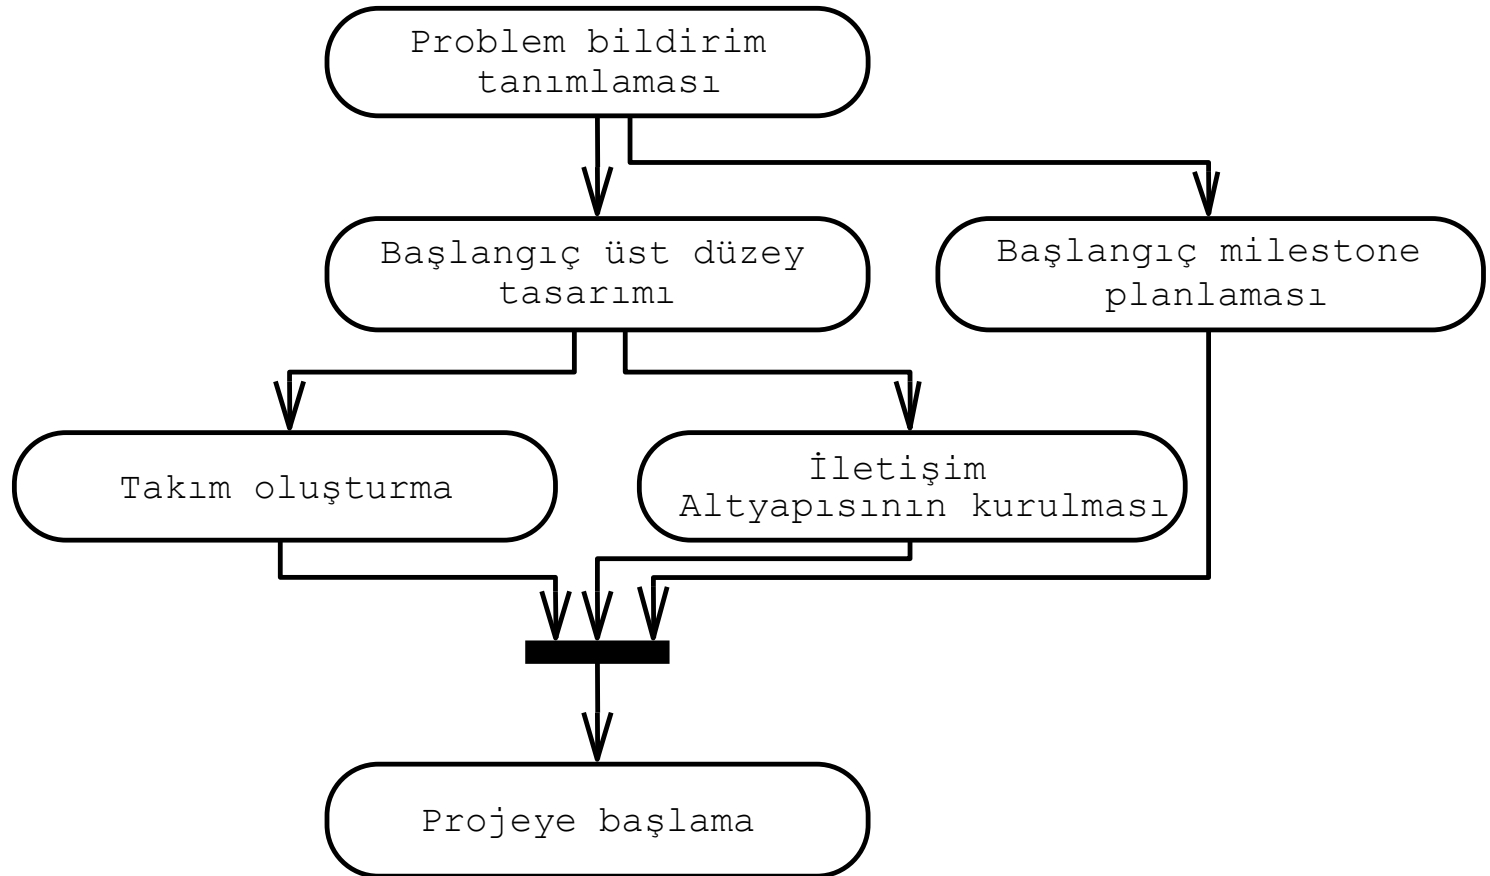 Problem bildirim
tanımlaması
Başlangıç üst düzey
tasarımı
Başlangıç milestone
planlaması
Takım oluşturma
İletişim
Altyapısının kurulması
Projeye başlama